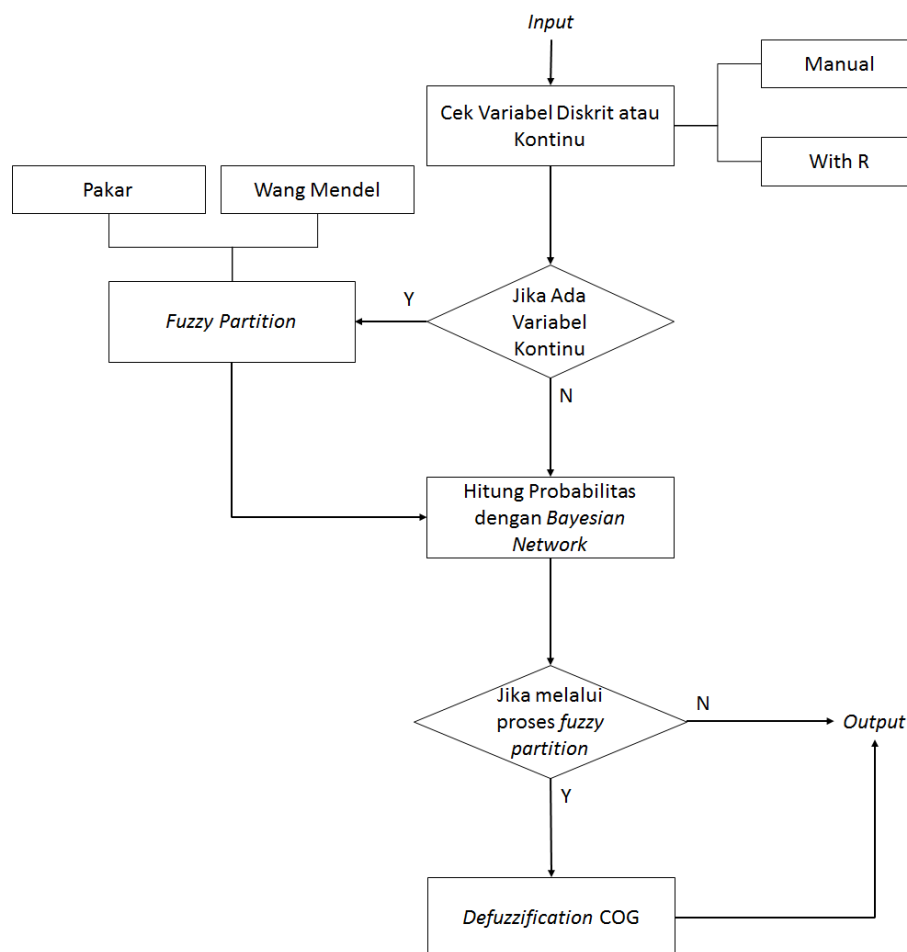 Input
Manual
Cek Variabel Diskrit atau
Kontinu
With R
Pakar
Wang Mendel
Jika Ada
Variabel
Kontinu
Y
Fuzzy Partition
N
Hitung Probabilitas
dengan Bayesian
Network
Jika melalui
proses fuzzy
partition
N
Output
Y
Defuzzification COG